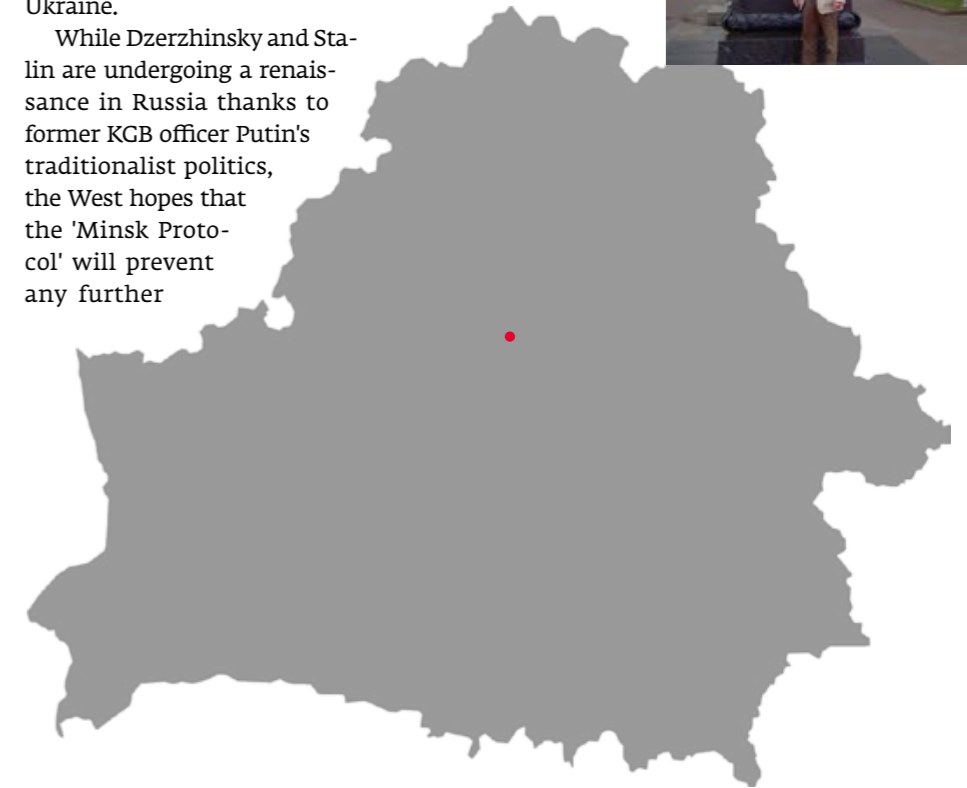 Ukraine.
While Dzerzhinsky and Sta-
lin are undergoing a renais-
sance in Russia thanks to
former KGB officer Putin's
traditionalist politics,
the West hopes that
the 'Minsk Proto-
col' will prevent
any further